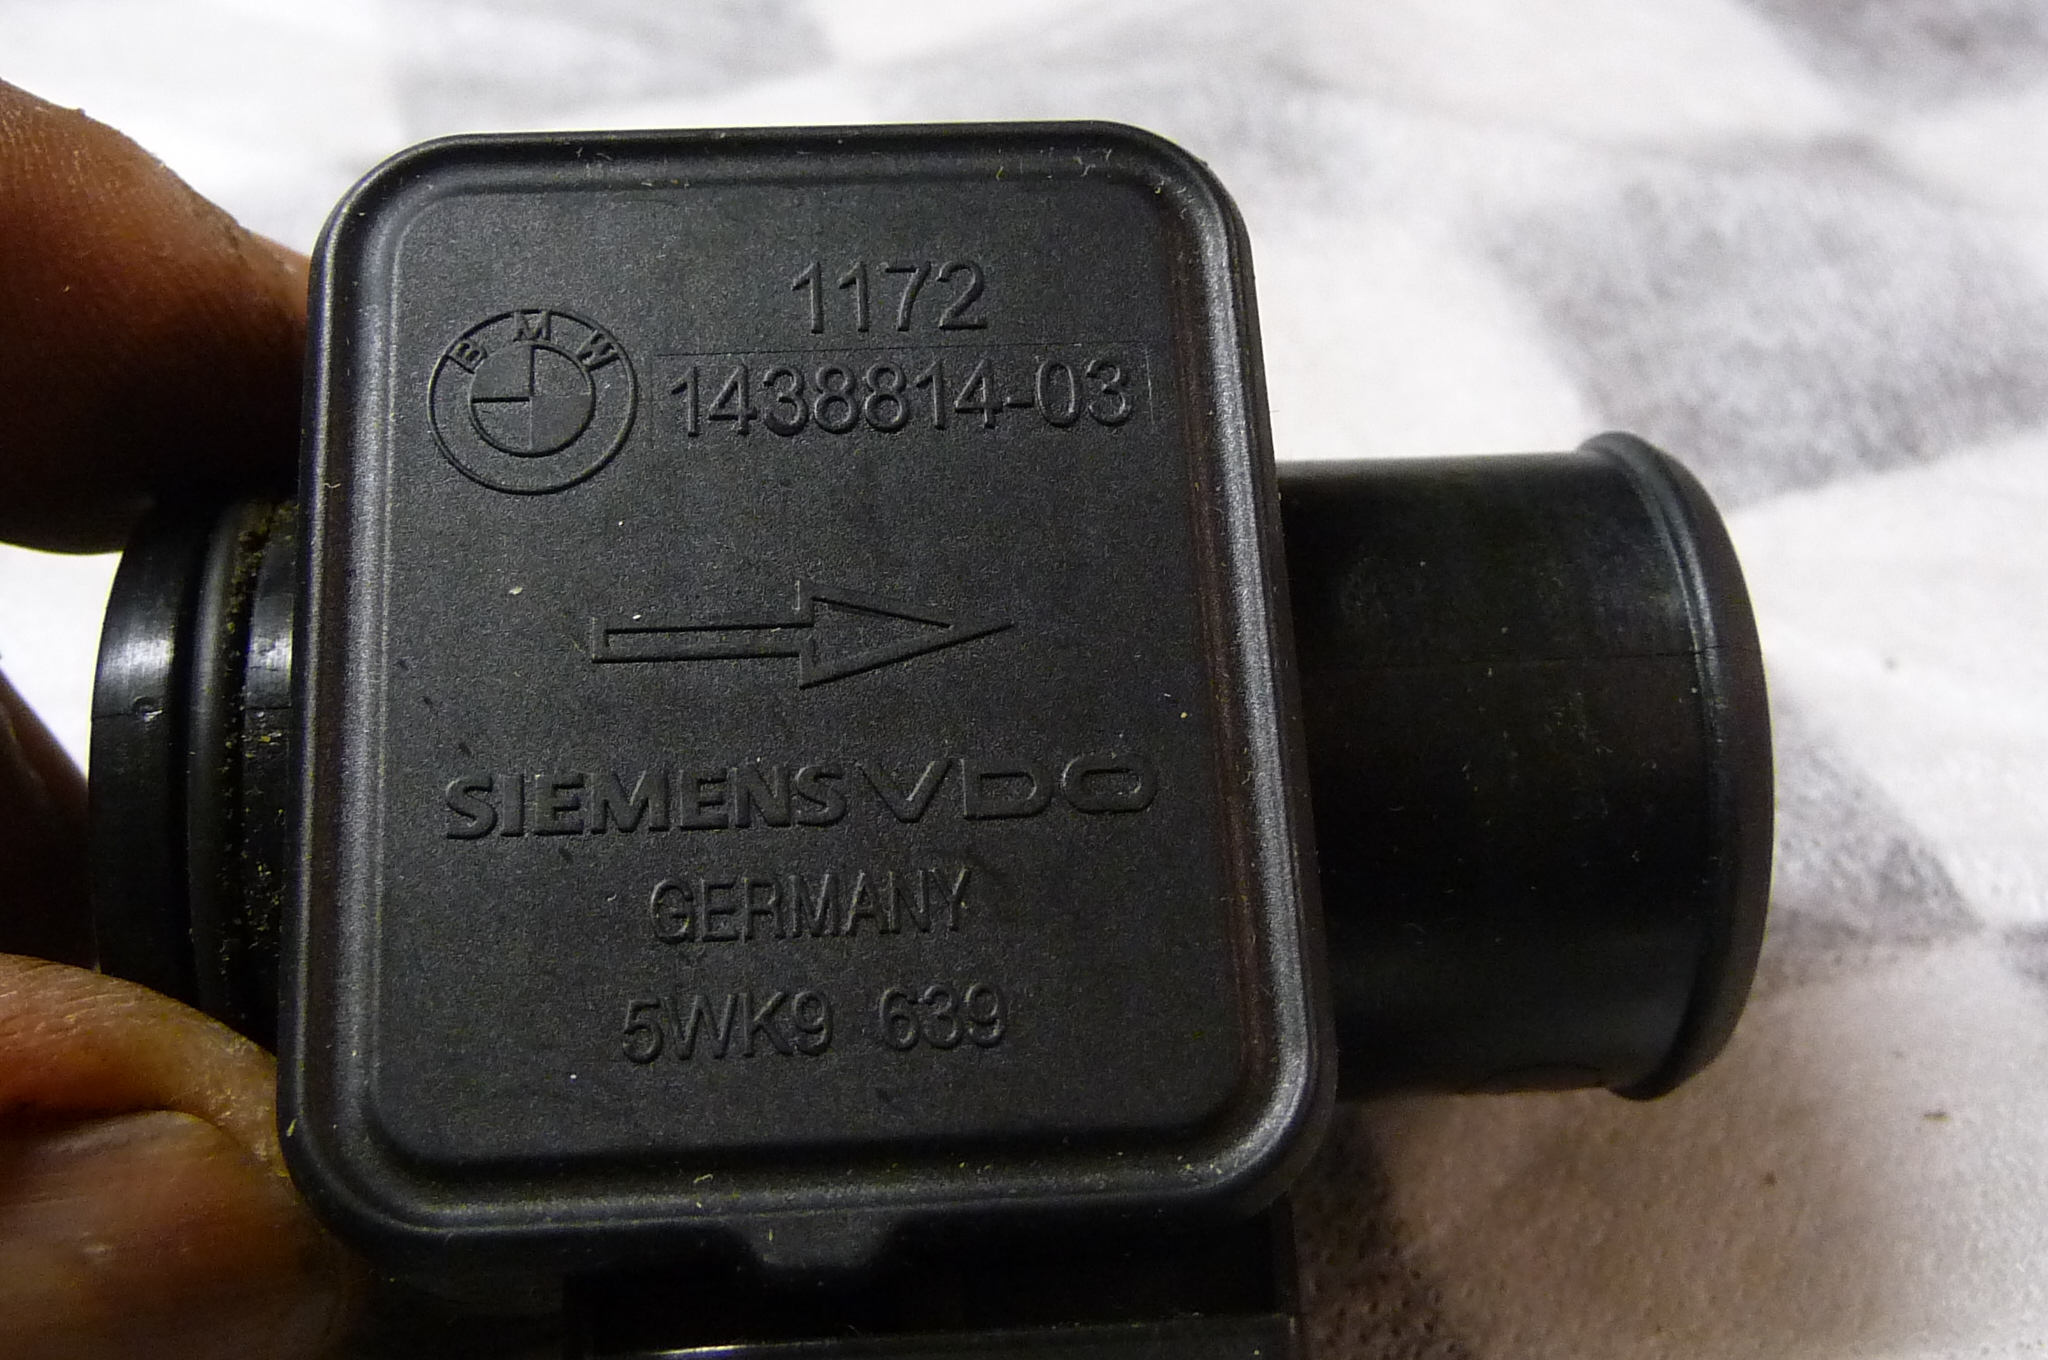 1172
BMW
1438814-03
SIEMENS VDO
GERMANY
5WK9 639